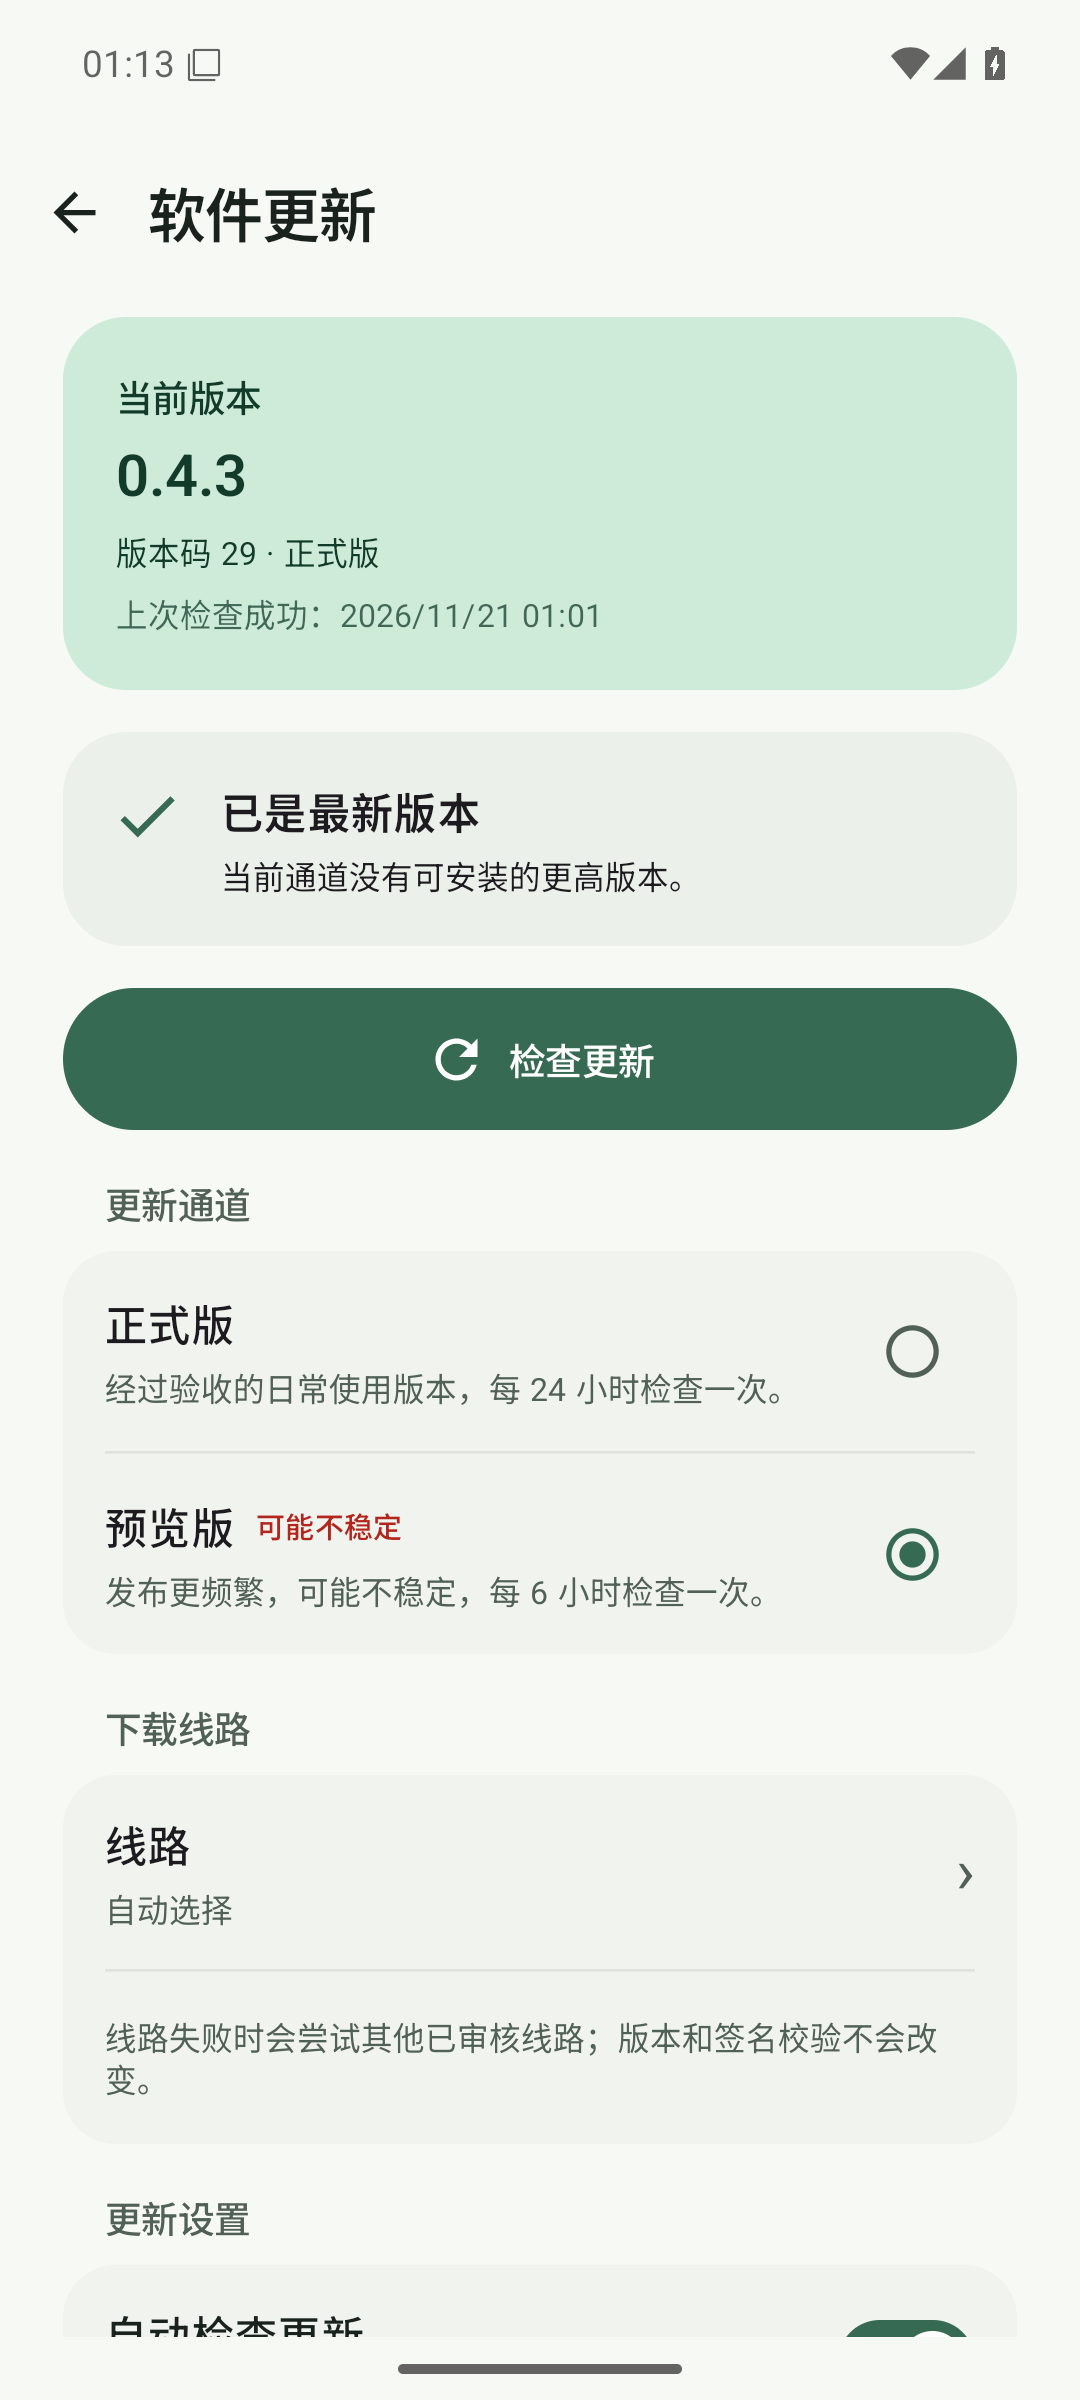 01:13
软件更新
当前版本
0.4.3
版本码 29 · 正式版
上次检查成功：2026/11/21 01:01
已是最新版本
当前通道没有可安装的更高版本。
检查更新
更新通道
正式版
经过验收的日常使用版本，每 24 小时检查一次。
预览版 可能不稳定
发布更频繁，可能不稳定，每 6 小时检查一次。
下载线路
线路
自动选择
线路失败时会尝试其他已审核线路；版本和签名校验不会改
变。
更新设置
自动检查更新